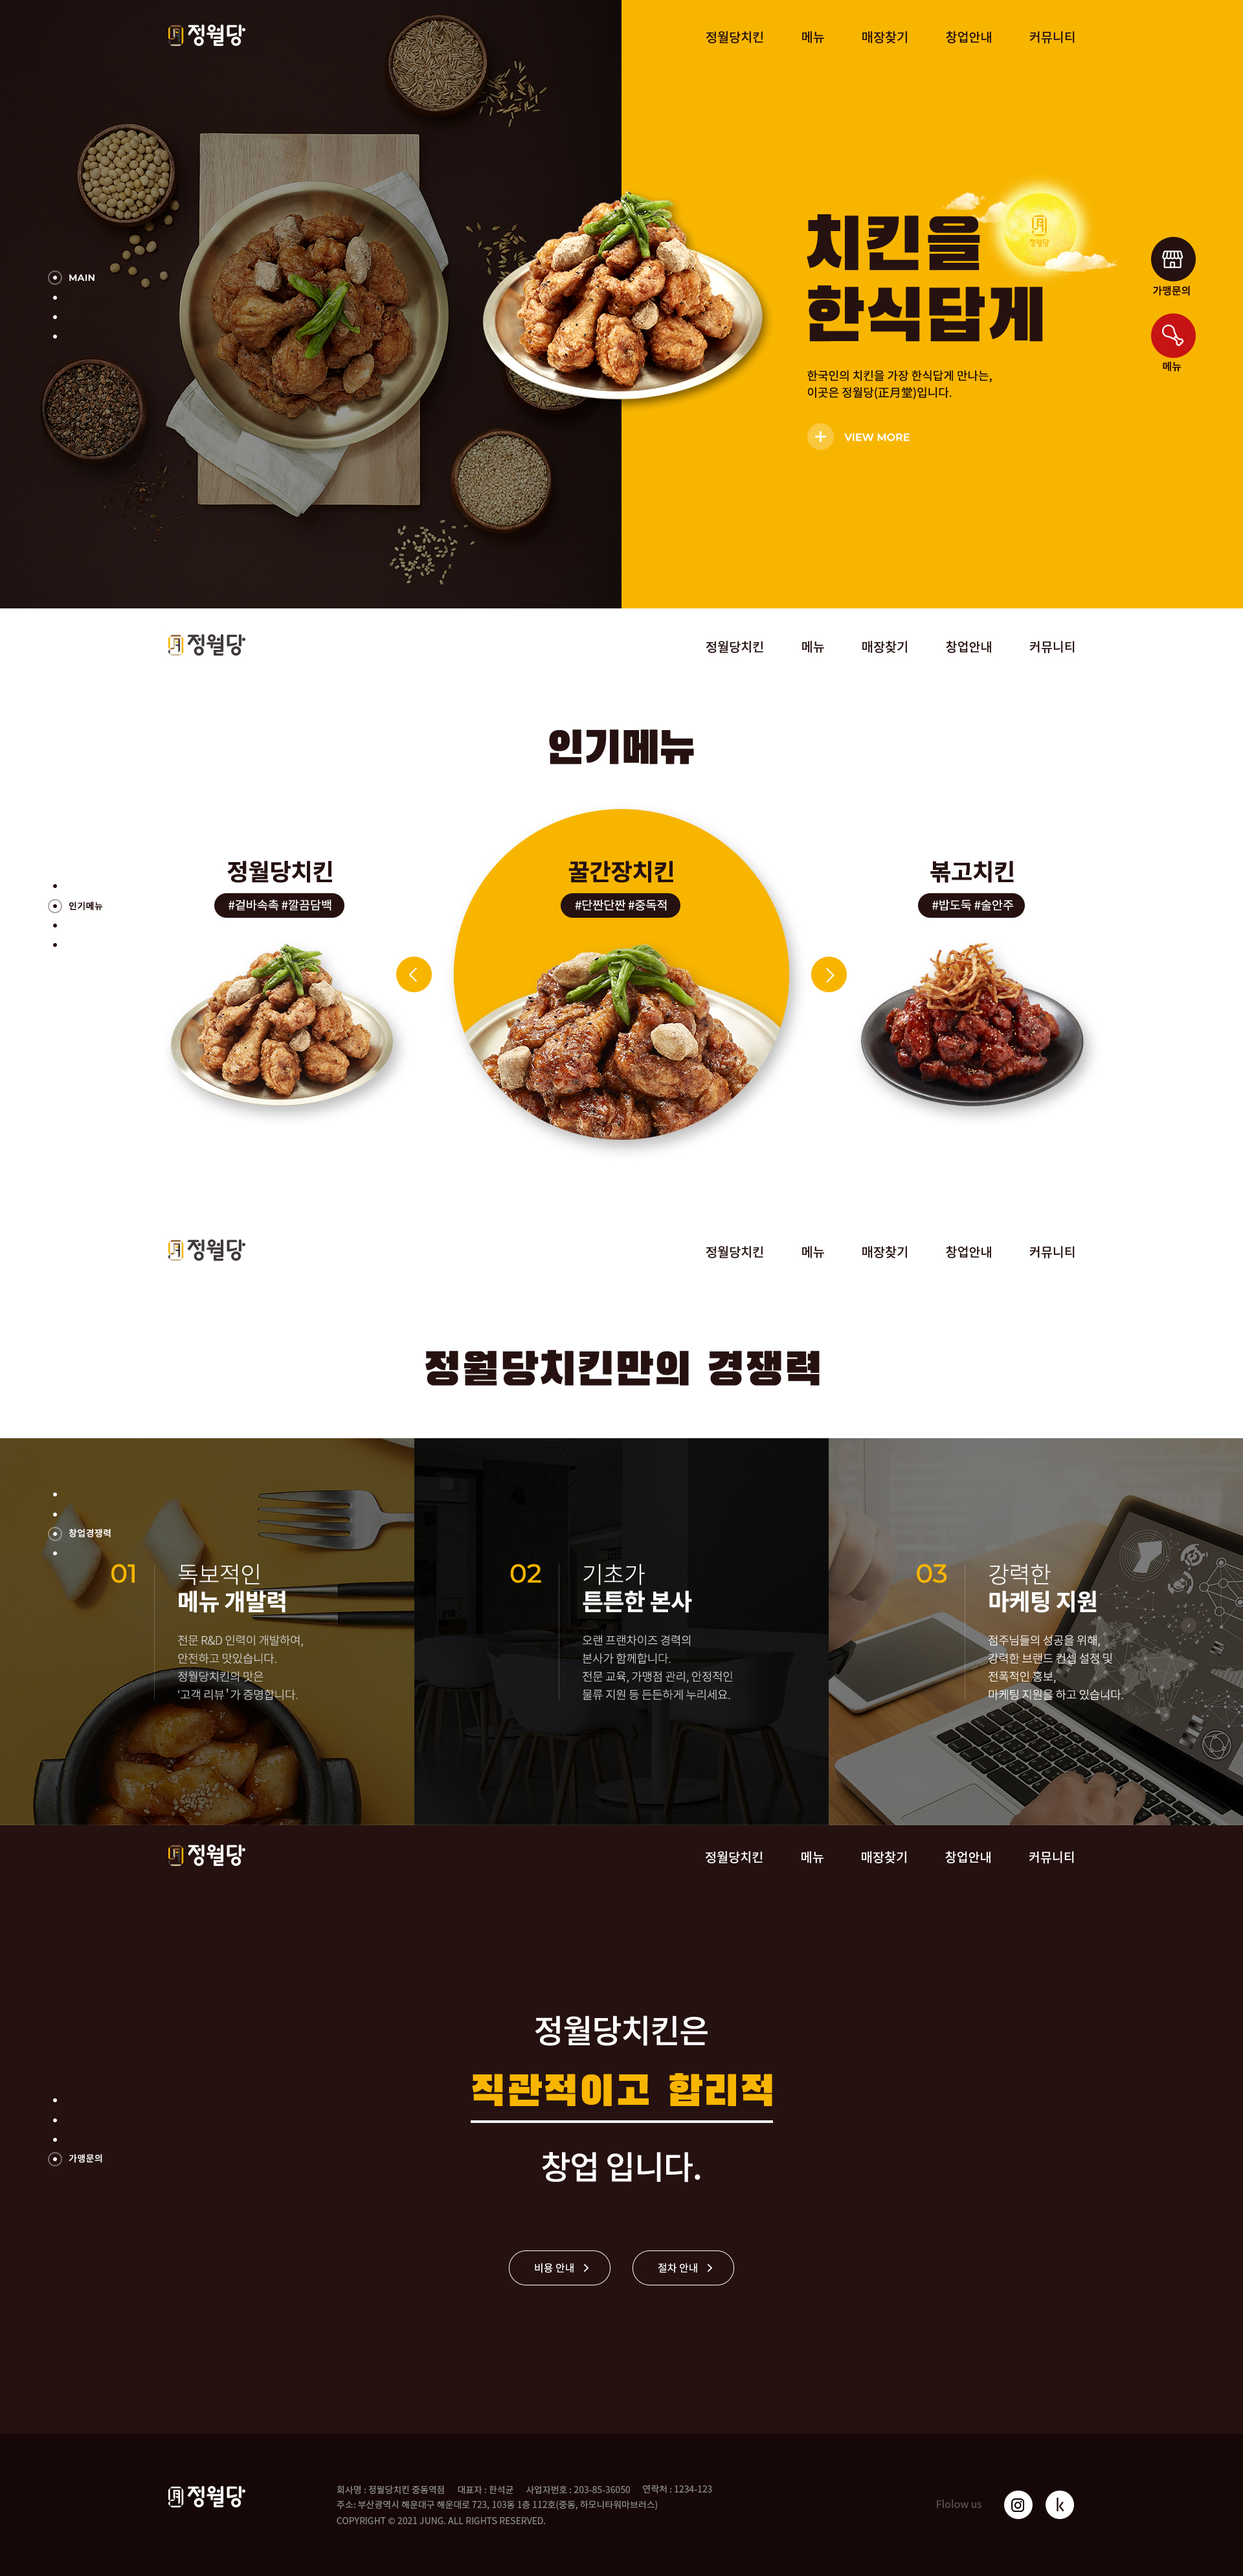 정월당
정월당치킨 메뉴 매장찾기 창업안내 커뮤니티
치킨을
정월당
한식답게
MAIN
가맹문의
메뉴
한국인의 치킨을 가장 한식답게 만나는,
이곳은 정월당(正月堂)입니다.
VIEW MORE
정월당
정월당치킨 메뉴 매장찾기 창업안내 커뮤니티
인기메뉴
정월당치킨
#겉바속촉 #깔끔담백
꿀간장치킨
#단짠단짠 #중독적
볶고치킨
#밥도둑 #술안주
인기메뉴
정월당
정월당치킨 메뉴 매장찾기 창업안내 커뮤니티
정월당치킨만의 경쟁력
창업경쟁력
01
독보적인
메뉴 개발력
전문 R&D 인력이 개발하여,
안전하고 맛있습니다.
정월당치킨의 맛은
‘고객 리뷰'가 증명합니다.
02
기초가
튼튼한 본사
오랜 프랜차이즈 경력의
본사가 함께합니다.
전문 교육, 가맹점 관리, 안정적인
물류 지원 등 든든하게 누리세요.
03
강력한
마케팅 지원
점주님들의 성공을 위해,
강력한 브랜드 컨셉 설정 및
전폭적인 홍보,
마케팅 지원을 하고 있습니다.
정월당
정월당치킨 메뉴 매장찾기 창업안내 커뮤니티
정월당치킨은
직관적이고 합리적
창업 입니다.
가맹문의
비용 안내
절차 안내
정월당
회사명 : 정월당치킨 중동역점 대표자 : 한석균 사업자번호 : 203-85-36050 연락처 : 1234-123
주소: 부산광역시 해운대구 해운대로 723, 103동 1층 112호(중동, 하모니타워마브러스)
COPYRIGHT © 2021 JUNG. ALL RIGHTS RESERVED.
Flolow us
k